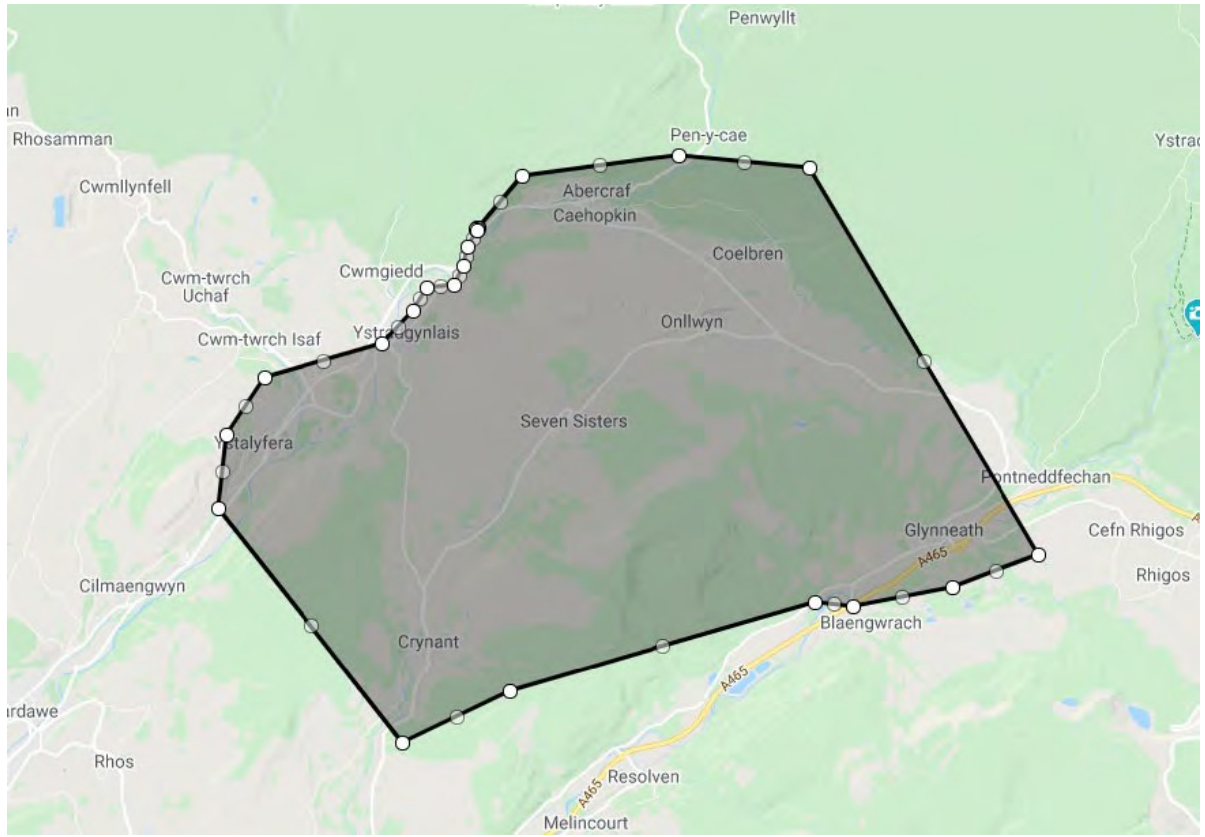 Penwyllt
Rhosamman
Pen-y-cae
Cwmllynfell
Abercraf
Caehopkin
Coelbren
Cwmgiedd
Cwm-twrch
Uchaf
Onllwyn
Cwm-twrch Isaf
Ystradgynlais
Seven Sisters
Ystalyfera
Pontneddfechan
Glynneath
Cefn Rhigos
A465
Rhigos
Cilmaengwyn
Blaengwrach
Crynant
A465
Rhos
Resolven
A465
Melincourt